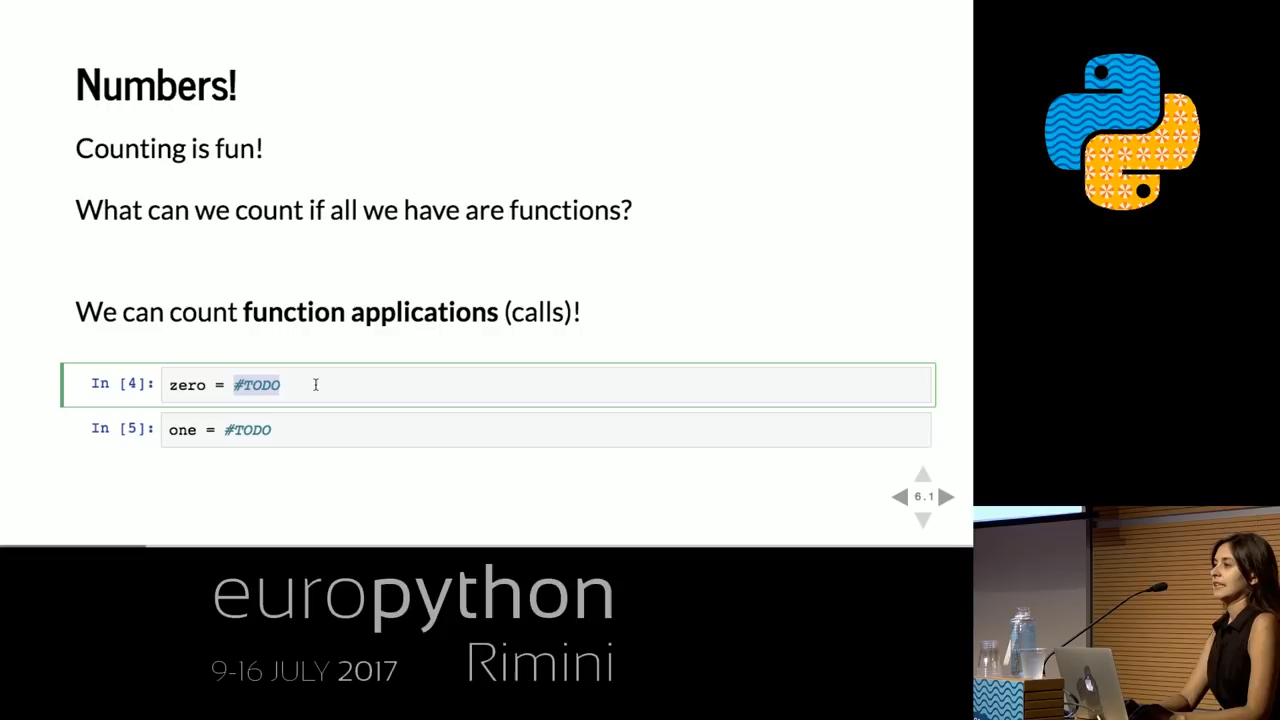 Numbers!
Counting is fun!
What can we count if all we have are functions?
We can count function applications (calls)!
In [4]: zero = #TODO
In [5]: one = #TODO
6.1
europython
9-16 JULY 2017 Rimini